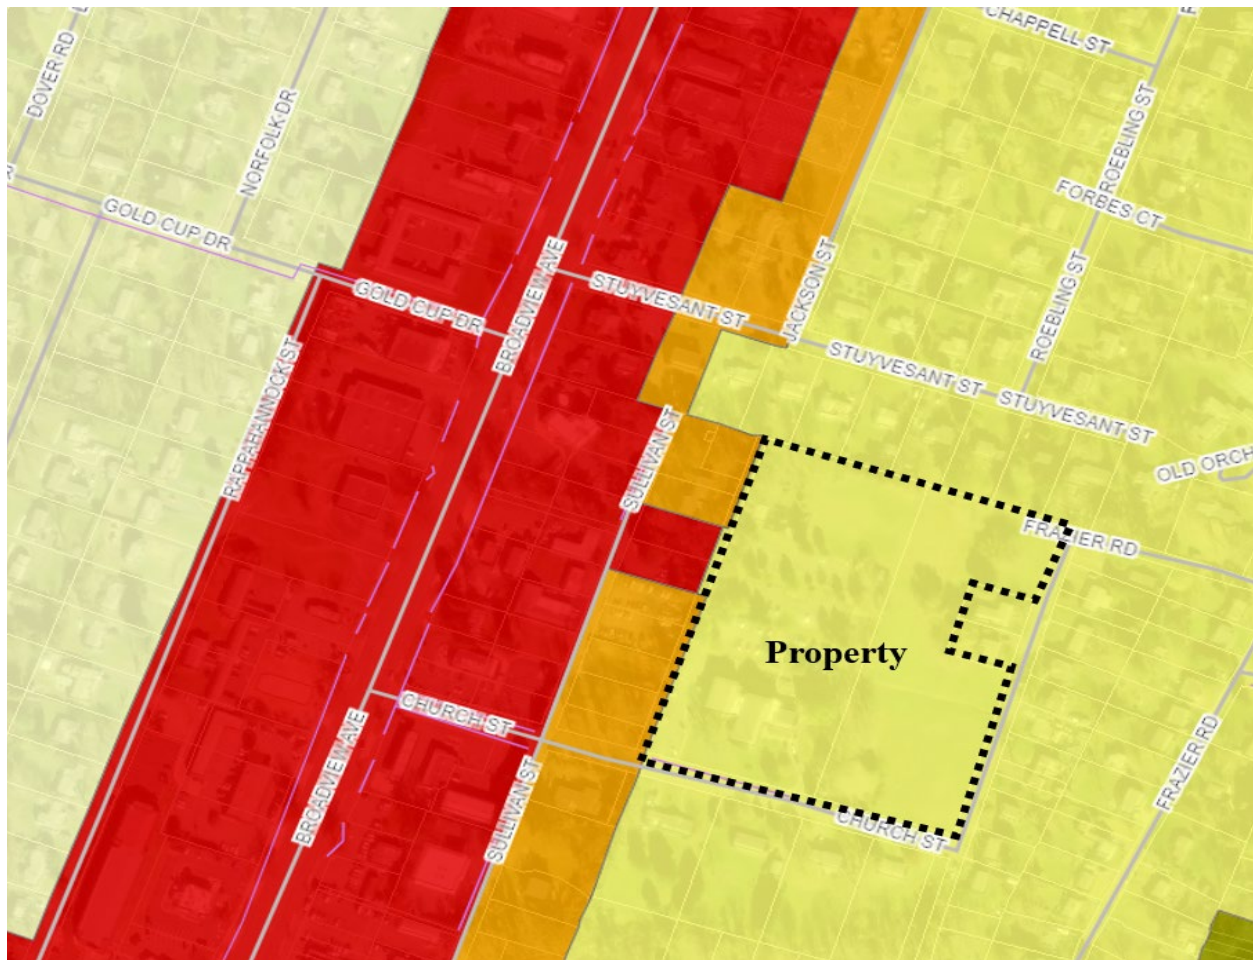 CHAPPELL ST
DOVER RD
NORFOLK DR
ROEBLING ST
FORBES CT
GOLD CUP DR
BROADVIEW AVE
STUYVESANT ST
JACKSON ST
ROEBLING ST
GOLD CUP DR
STUYVESANT ST
STUYVESANT ST
RAPPAHANNOCK ST
SULLIVAN ST
OLD ORCH
FRAZIER RD
Property
CHURCH ST
BROADVIEW AVE
SULLIVAN ST
FRAZIER RD
CHURCH ST